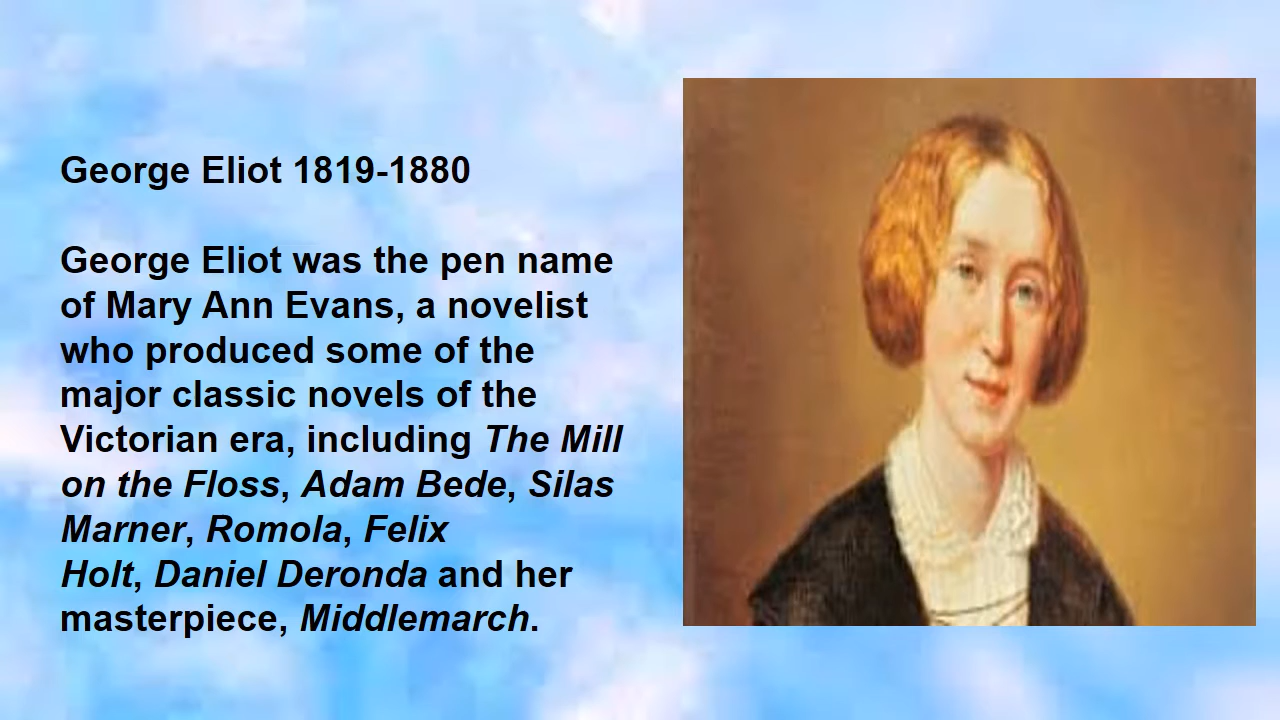 George Eliot 1819-1880
George Eliot was the pen name
of Mary Ann Evans, a novelist
who produced some of the
major classic novels of the
Victorian era, including The Mill
on the Floss, Adam Bede, Silas
Marner, Romola, Felix
Holt, Daniel Deronda and her
masterpiece, Middlemarch.